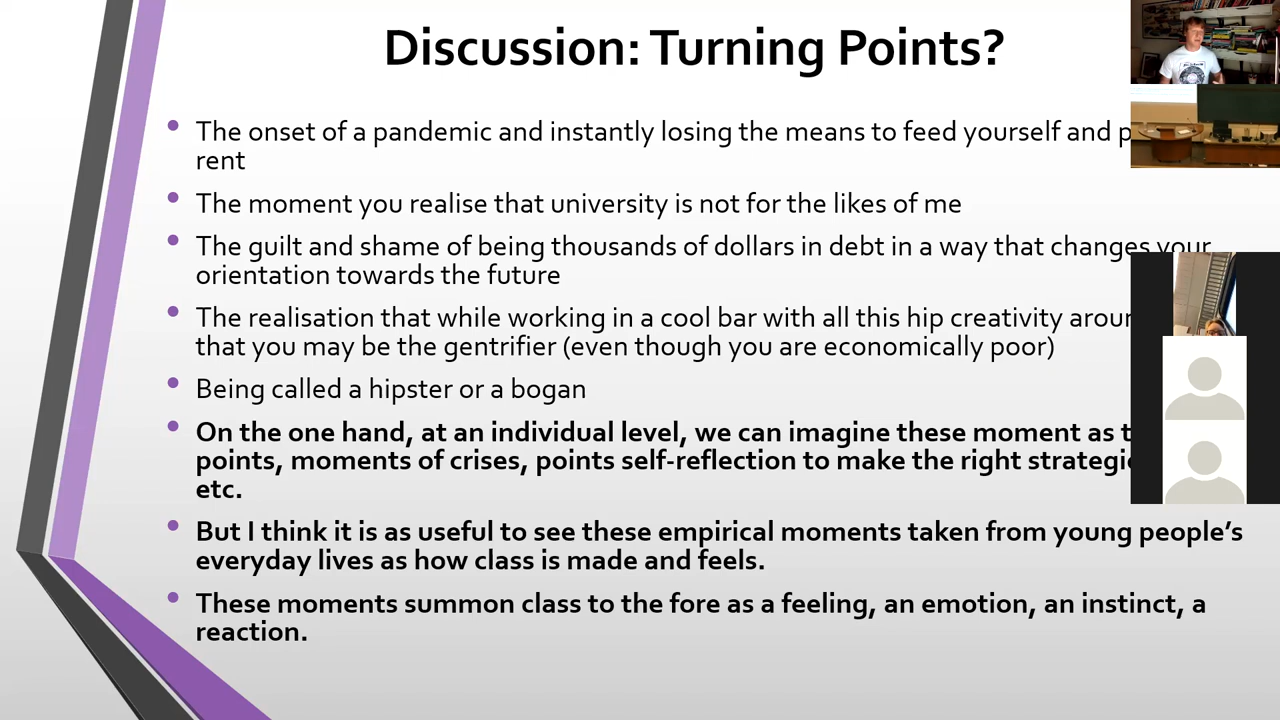 Discussion: Turning Points?
The onset of a pandemic and instantly losing the means to feed yourself and
rent
The moment you realise that university is not for the likes of me
The guilt and shame of being thousands of dollars in debt in a way that changes your
orientation towards the future
The realisation that while working in a cool bar with all this hip creativity
that you may be the gentrifier (even though you are economically poor)
Being called a hipster or a bogan
On the one hand, at an individual level, we can imagine these moment as
points, moments of crises, points self-reflection to make the right
etc.
But I think it is as useful to see these empirical moments taken from young people's
everyday lives as how class is made and feels.
These moments summon class to the fore as a feeling, an emotion, an instinct, a
reaction.